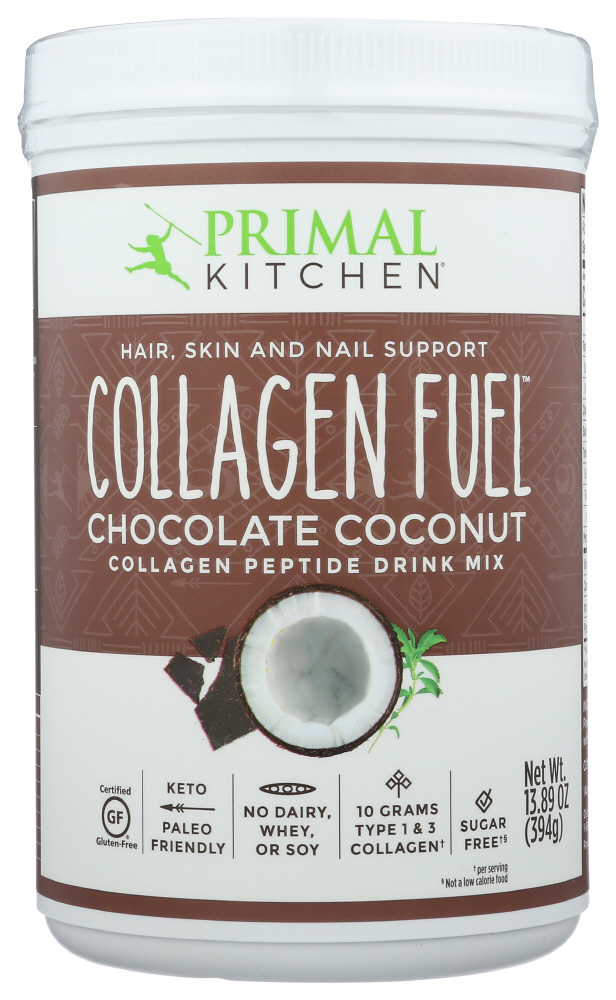 PRIMAL
KITCHEN®
HAIR, SKIN AND NAIL SUPPORT
COLLAGEN FUEL™
CHOCOLATE COCONUT
COLLAGEN PEPTIDE DRINK MIX
Certified
GF
Gluten-Free
KETO
PALEO
FRIENDLY
NO DAIRY,
WHEY,
OR SOY
10 GRAMS
TYPE 1 & 3
COLLAGEN†
SUGAR
FREE†§
Net Wt.
13.89 OZ
(394g)
† per serving
§ Not a low calorie food